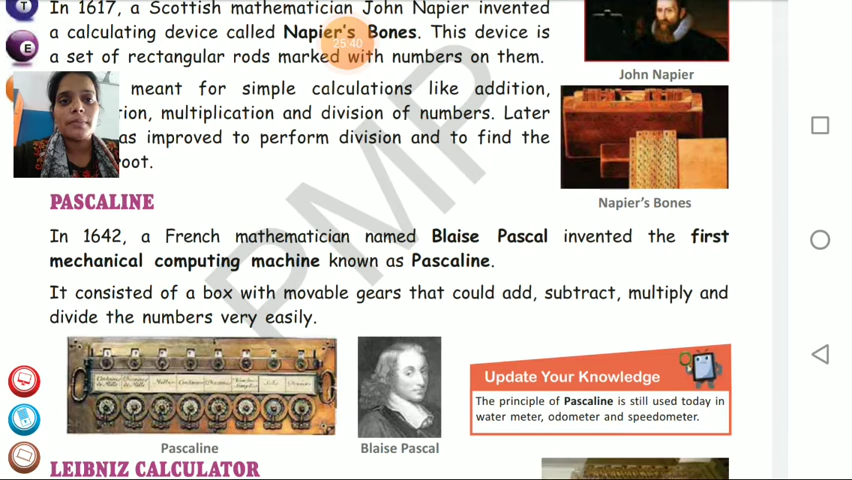 T
In 1617, a Scottish mathematician John Napier invented
a calculating device called Napier's Bones. This device is
E
a set of rectangular rods marked with numbers on them.
25:40
John Napier
meant for simple calculations like addition,
tion, multiplication and division of numbers. Later
as improved to perform division and to find the
oot.
Napier's Bones
PASCALINE
In 1642, a French mathematician named Blaise Pascal invented the first
mechanical computing machine known as Pascaline.
It consisted of a box with movable gears that could add, subtract, multiply and
divide the numbers very easily.
Update Your Knowledge
The principle of Pascaline is still used today in
water meter, odometer and speedometer.
Pascaline
Blaise Pascal
LEIBNIZ CALCULATOR
PMP